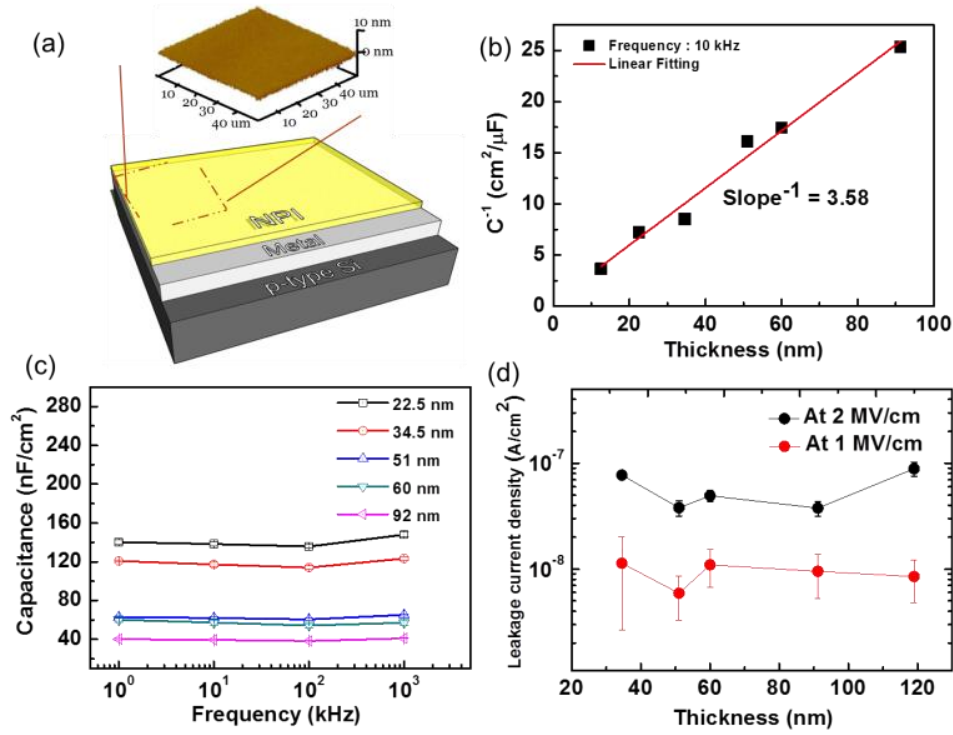 (a)
10 nm
0 nm
10
20
30
40 um
10
20
30
40 um
NPI
Metal
p-type Si
(b)
Frequency : 10 kHz
Linear Fitting
Slope⁻¹ = 3.58
C⁻¹ (cm²/μF)
25
20
15
10
5
0
0 20 40 60 80 100
Thickness (nm)
(c)
22.5 nm
34.5 nm
51 nm
60 nm
92 nm
Capacitance (nF/cm²)
280
240
200
160
120
80
40
10⁰ 10¹ 10² 10³
Frequency (kHz)
(d)
At 2 MV/cm
At 1 MV/cm
Leakage current density (A/cm²)
10⁻⁷
10⁻⁸
20 40 60 80 100 120
Thickness (nm)